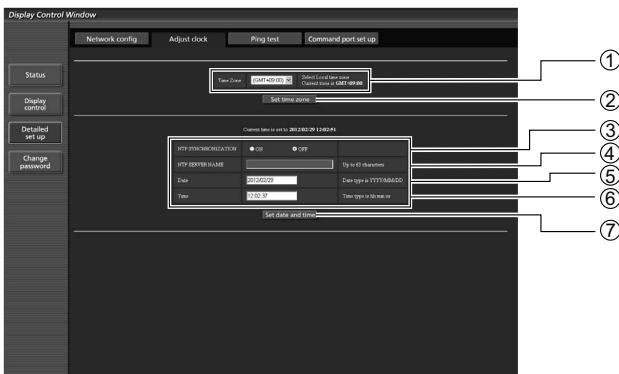 Display Control Window
Network config Adjust clock Ping test Command port set up
Status
Display control
Detailed set up
Change password
Time Zone (GMT+09:00) Select Local time zone
Current zone is GMT+09:00
①
Set time zone ②
Current time is set to 2012/02/29 12:02:51
NTP SYNCHRONIZATION ON OFF ③
NTP SERVER NAME Up to 63 characters ④
Date 2012/02/29 Date type is YYYY/MM/DD ⑤
Time 12:02:37 Time type is hh:mm:ss ⑥
Set date and time ⑦